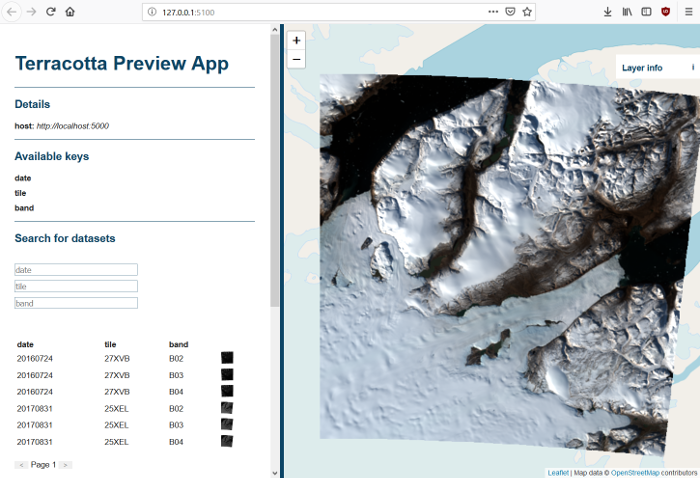 127.0.0.1:5100
Terracotta Preview App
Details
host: http://localhost:5000
Available keys
date
tile
band
Search for datasets
date
tile
band
date tile band
20160724 27XVB B02
20160724 27XVB B03
20160724 27XVB B04
20170831 25XEL B02
20170831 25XEL B03
20170831 25XEL B04
< Page 1 >
+
−
Layer info i
Leaflet | Map data © OpenStreetMap contributors